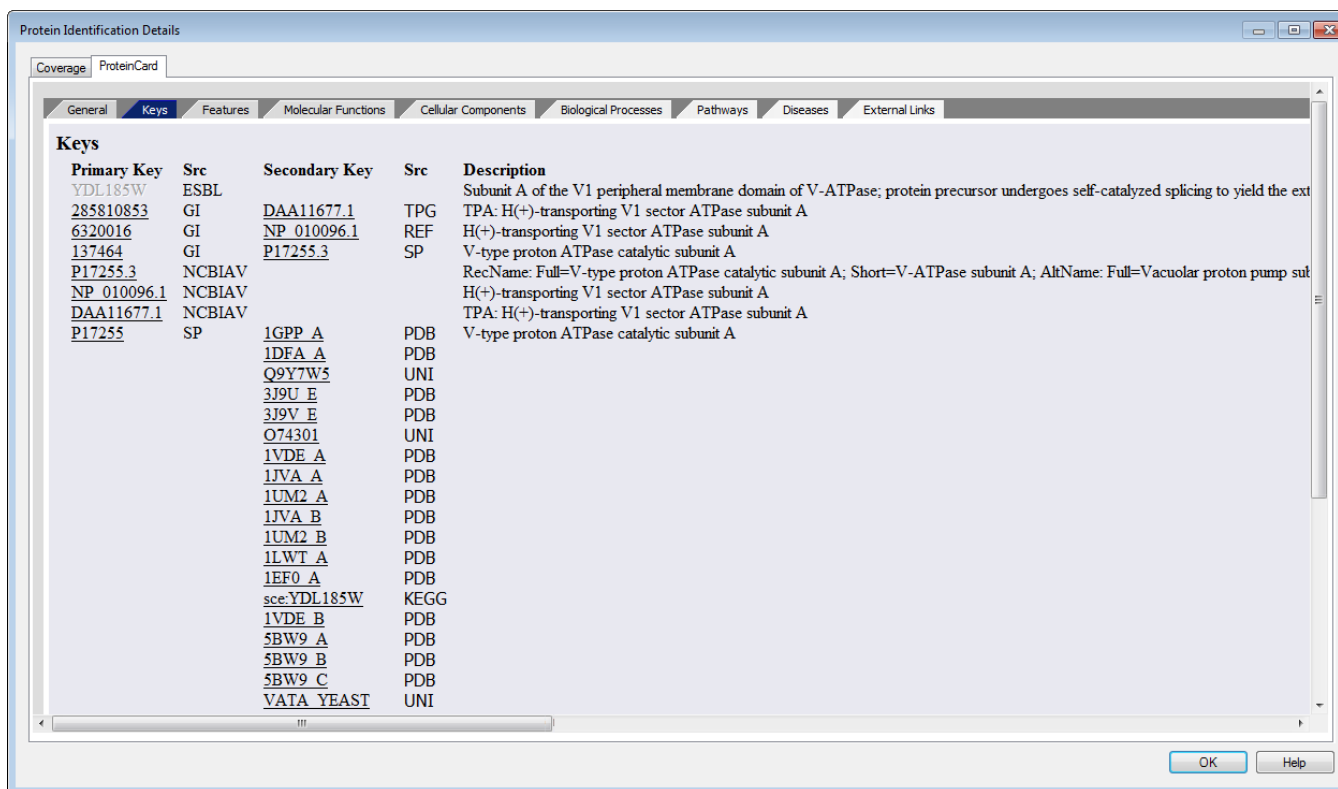 Protein Identification Details
Coverage ProteinCard
General Keys Features Molecular Functions Cellular Components Biological Processes Pathways Diseases External Links
Keys
Primary Key Src Secondary Key Src Description
YDL185W ESBL Subunit A of the V1 peripheral membrane domain of V-ATPase; protein precursor undergoes self-catalyzed splicing to yield the ext
285810853 GI DAA11677.1 TPG TPA: H(+)-transporting V1 sector ATPase subunit A
6320016 GI NP_010096.1 REF H(+)-transporting V1 sector ATPase subunit A
137464 GI P17255.3 SP V-type proton ATPase catalytic subunit A
P17255.3 NCBIAV RecName: Full=V-type proton ATPase catalytic subunit A; Short=V-ATPase subunit A; AltName: Full=Vacuolar proton pump sub
NP_010096.1 NCBIAV H(+)-transporting V1 sector ATPase subunit A
DAA11677.1 NCBIAV TPA: H(+)-transporting V1 sector ATPase subunit A
P17255 SP 1GPP_A PDB V-type proton ATPase catalytic subunit A
1DFA_A PDB
Q9Y7W5 UNI
3J9U_E PDB
3J9V_E PDB
O74301 UNI
1VDE_A PDB
1JVA_A PDB
1UM2_A PDB
1JVA_B PDB
1UM2_B PDB
1LWT_A PDB
1EF0_A PDB
sce:YDL185W KEGG
1VDE_B PDB
5BW9_A PDB
5BW9_B PDB
5BW9_C PDB
VATA_YEAST UNI
OK Help